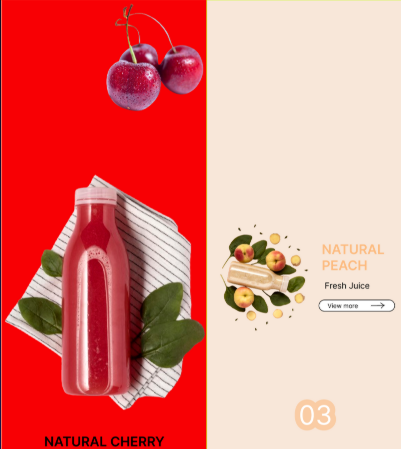 NATURAL CHERRY
NATURAL
PEACH
Fresh Juice
View more
03